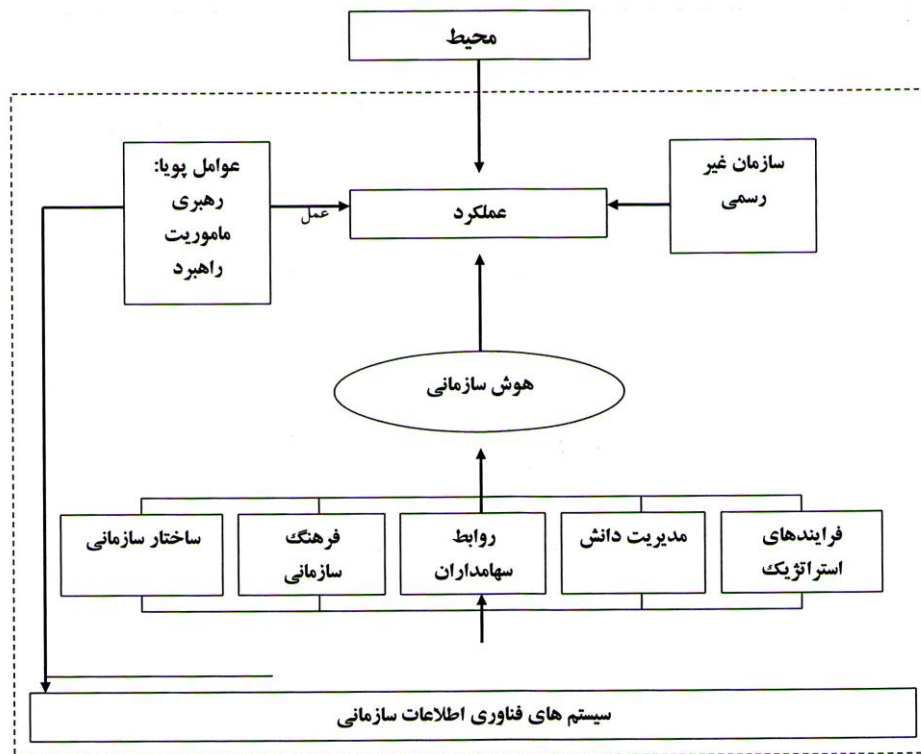 محیط
عوامل پویا:
رهبری
ماموریت
راهبرد
عمل
عملکرد
سازمان غیر
رسمی
هوش سازمانی
فرایندهای
استراتژیک
مدیریت دانش
روابط
سهامداران
فرهنگ
سازمانی
ساختار سازمانی
سیستم های فناوری اطلاعات سازمانی